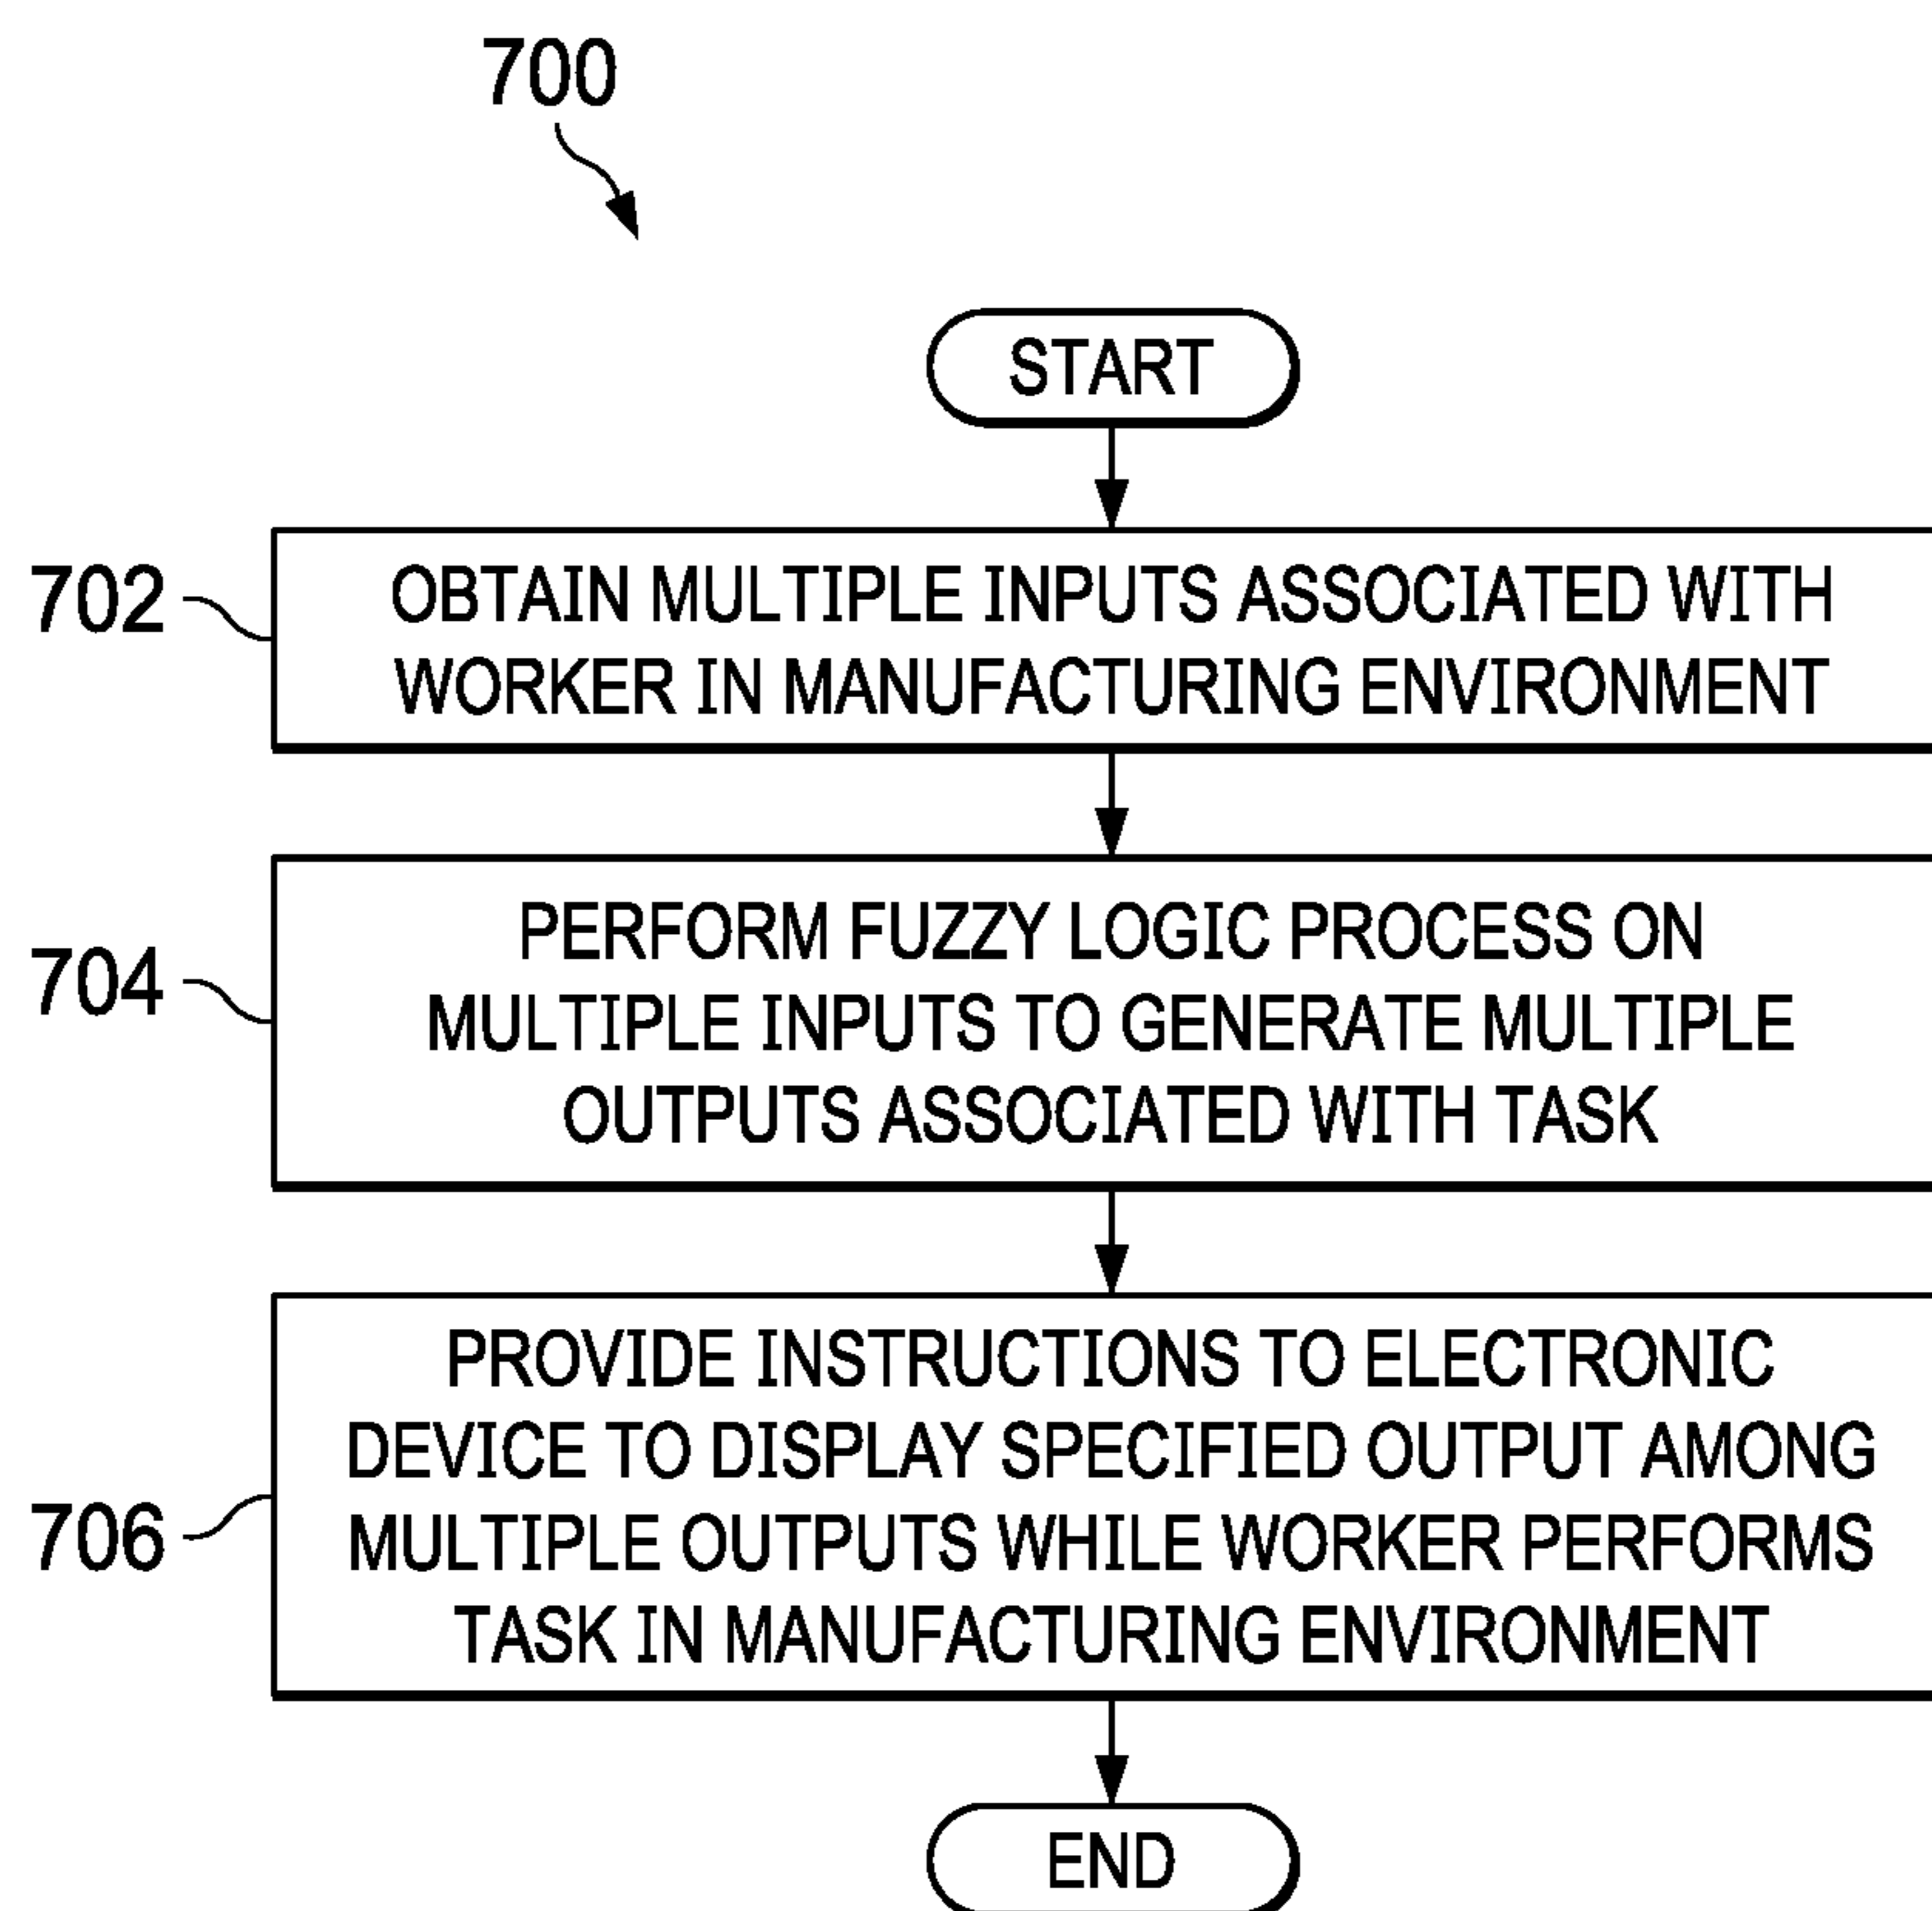 700
START
702
OBTAIN MULTIPLE INPUTS ASSOCIATED WITH
WORKER IN MANUFACTURING ENVIRONMENT
704
PERFORM FUZZY LOGIC PROCESS ON
MULTIPLE INPUTS TO GENERATE MULTIPLE
OUTPUTS ASSOCIATED WITH TASK
706
PROVIDE INSTRUCTIONS TO ELECTRONIC
DEVICE TO DISPLAY SPECIFIED OUTPUT AMONG
MULTIPLE OUTPUTS WHILE WORKER PERFORMS
TASK IN MANUFACTURING ENVIRONMENT
END